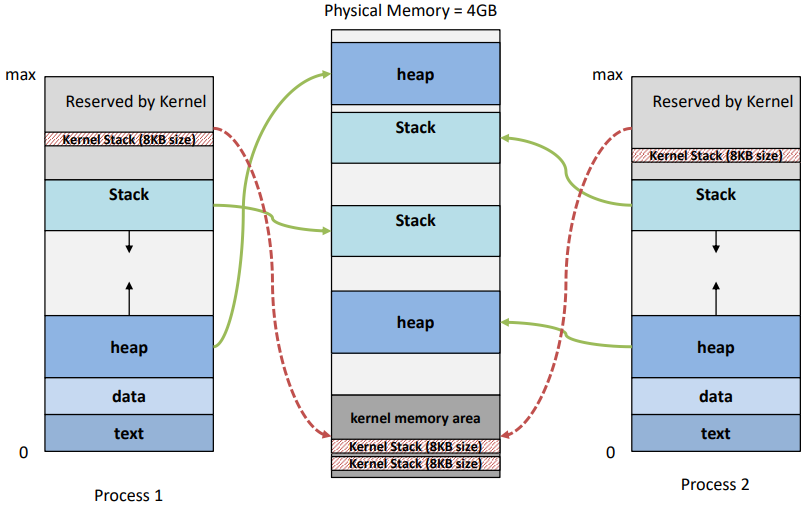 Physical Memory = 4GB
max
Reserved by Kernel
Kernel Stack (8KB size)
Stack
heap
data
text
0
Process 1
heap
Stack
Stack
heap
kernel memory area
Kernel Stack (8KB size)
Kernel Stack (8KB size)
max
Reserved by Kernel
Kernel Stack (8KB size)
Stack
heap
data
text
0
Process 2